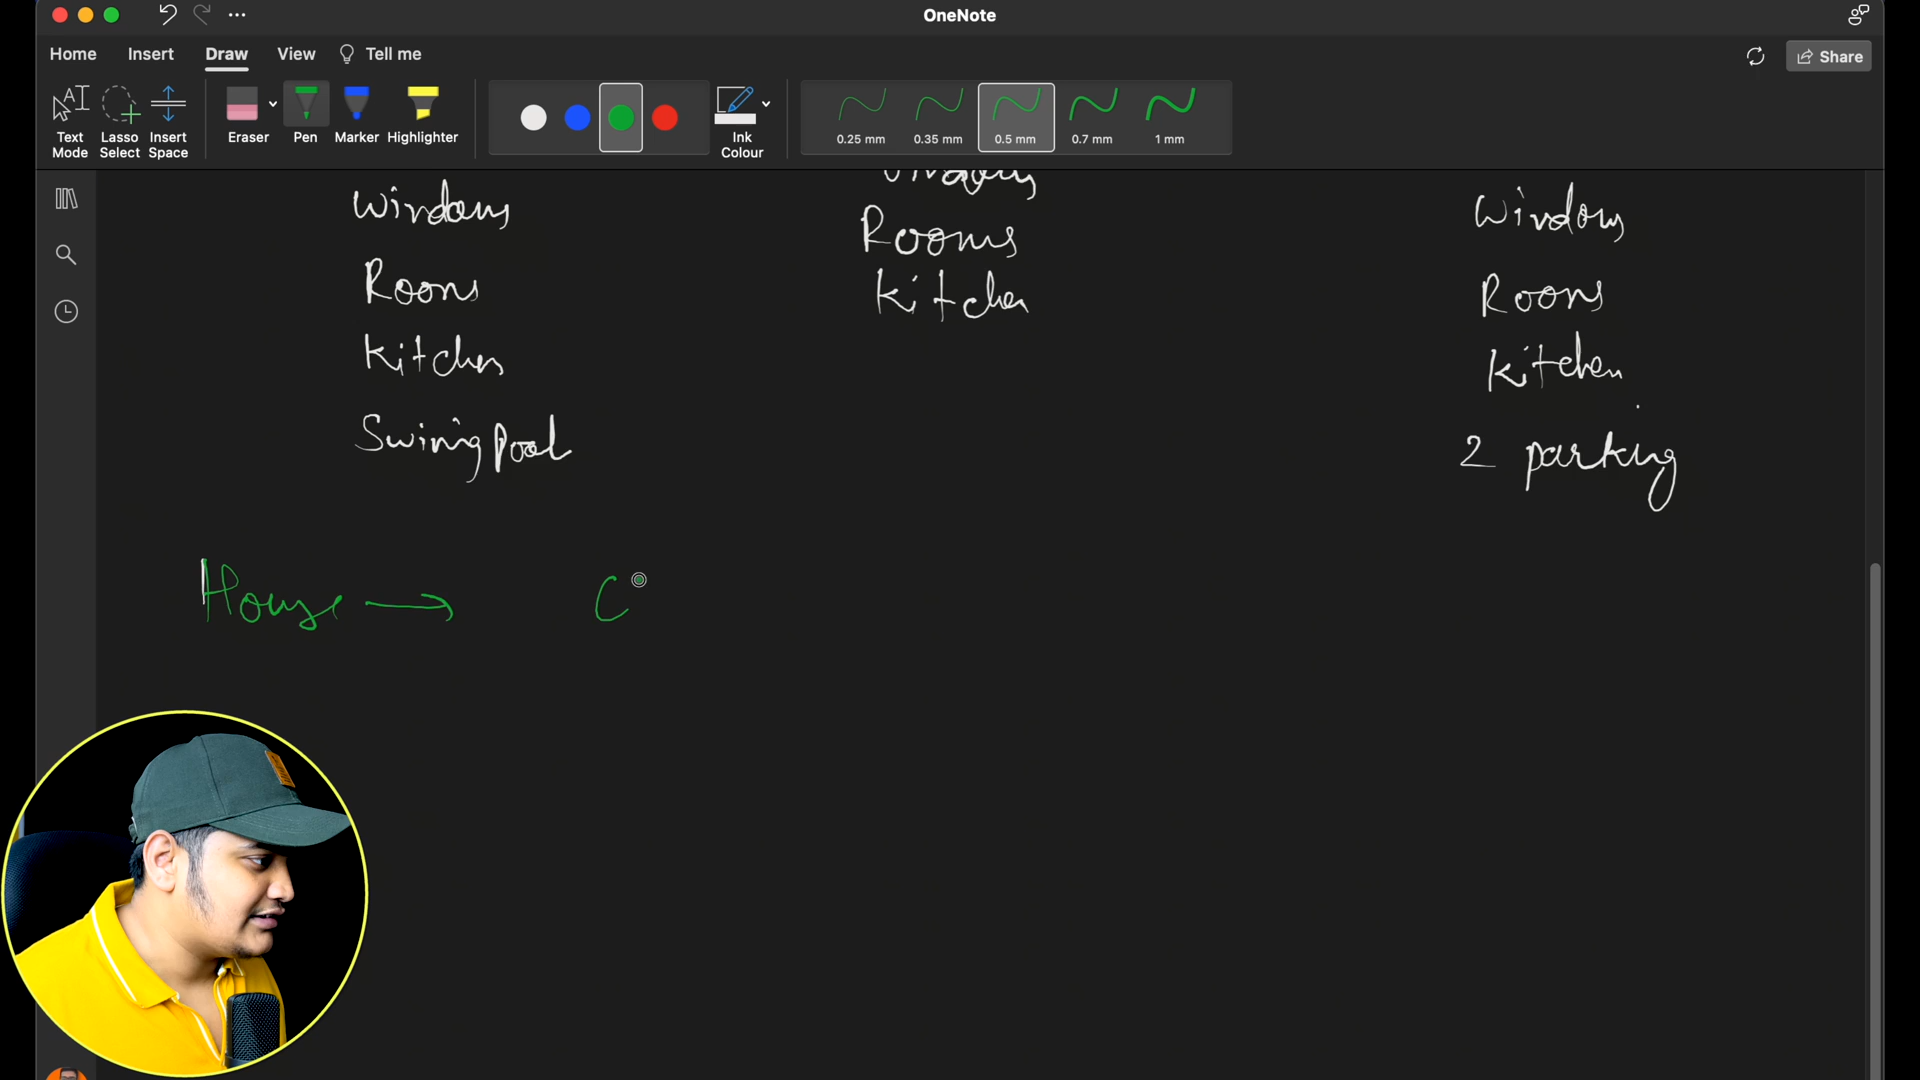 OneNote
Home Insert Draw View Tell me
Share
Text Mode
Lasso Select
Insert Space
Eraser
Pen
Marker
Highlighter
Ink Colour
0.25 mm
0.35 mm
0.5 mm
0.7 mm
1 mm
Windows
Rooms
Kitchen
Swimig Pool
Rooms
Kitchen
Windows
Rooms
Kitchen
2 parking
House → C